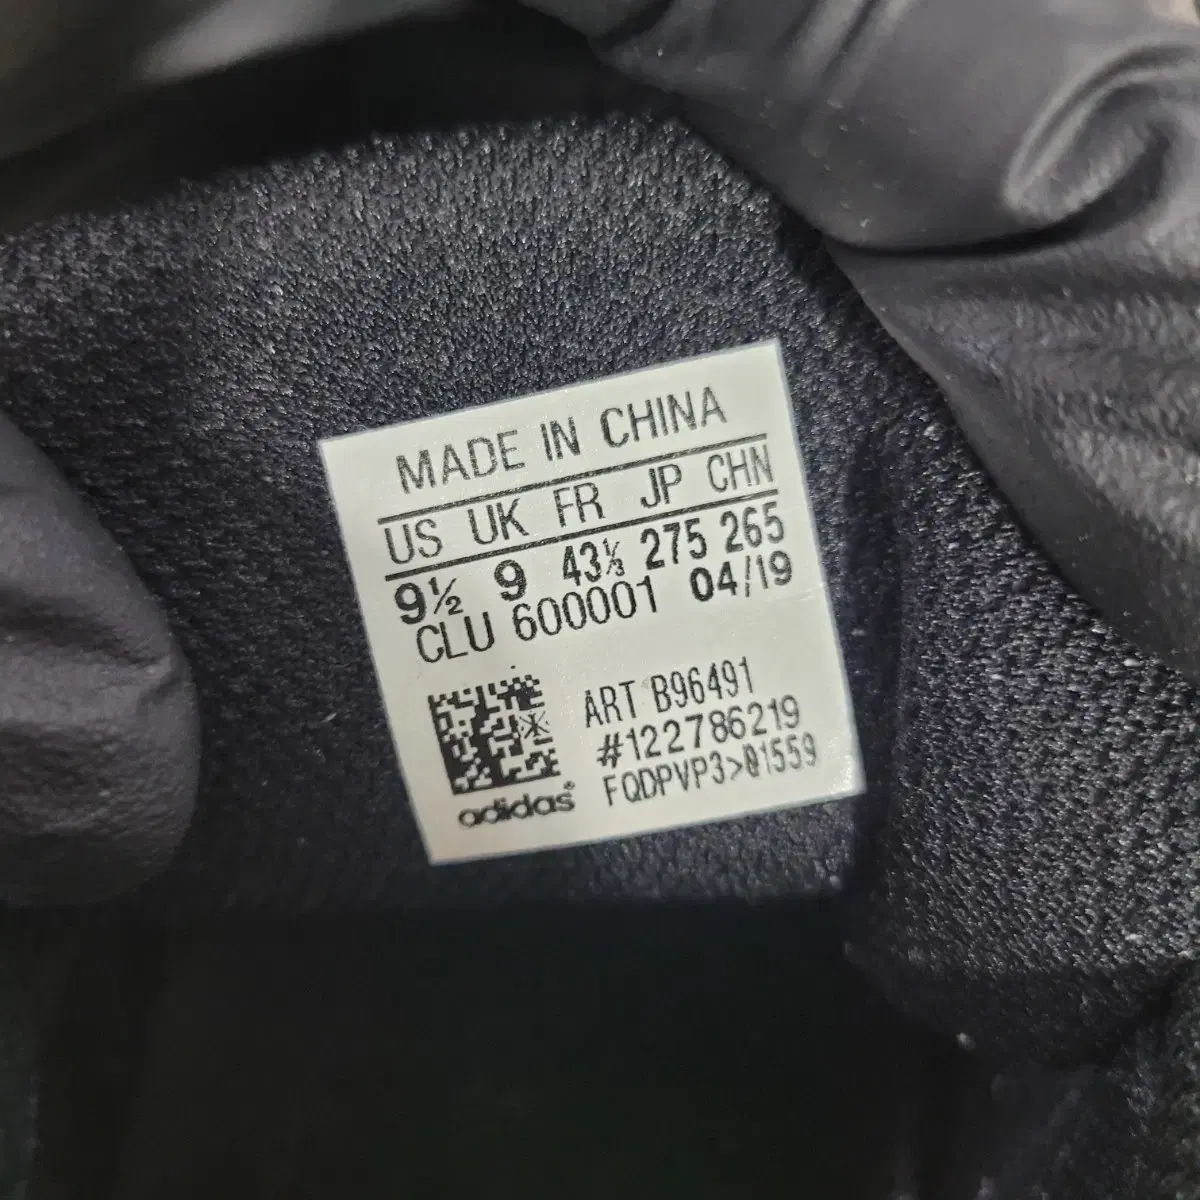 MADE IN CHINA
US UK FR JP CHN
9½ 9 43⅓ 275 265
CLU 600001 04/19
ART B96491
#122786219
FQDPVP3>01559
adidas®